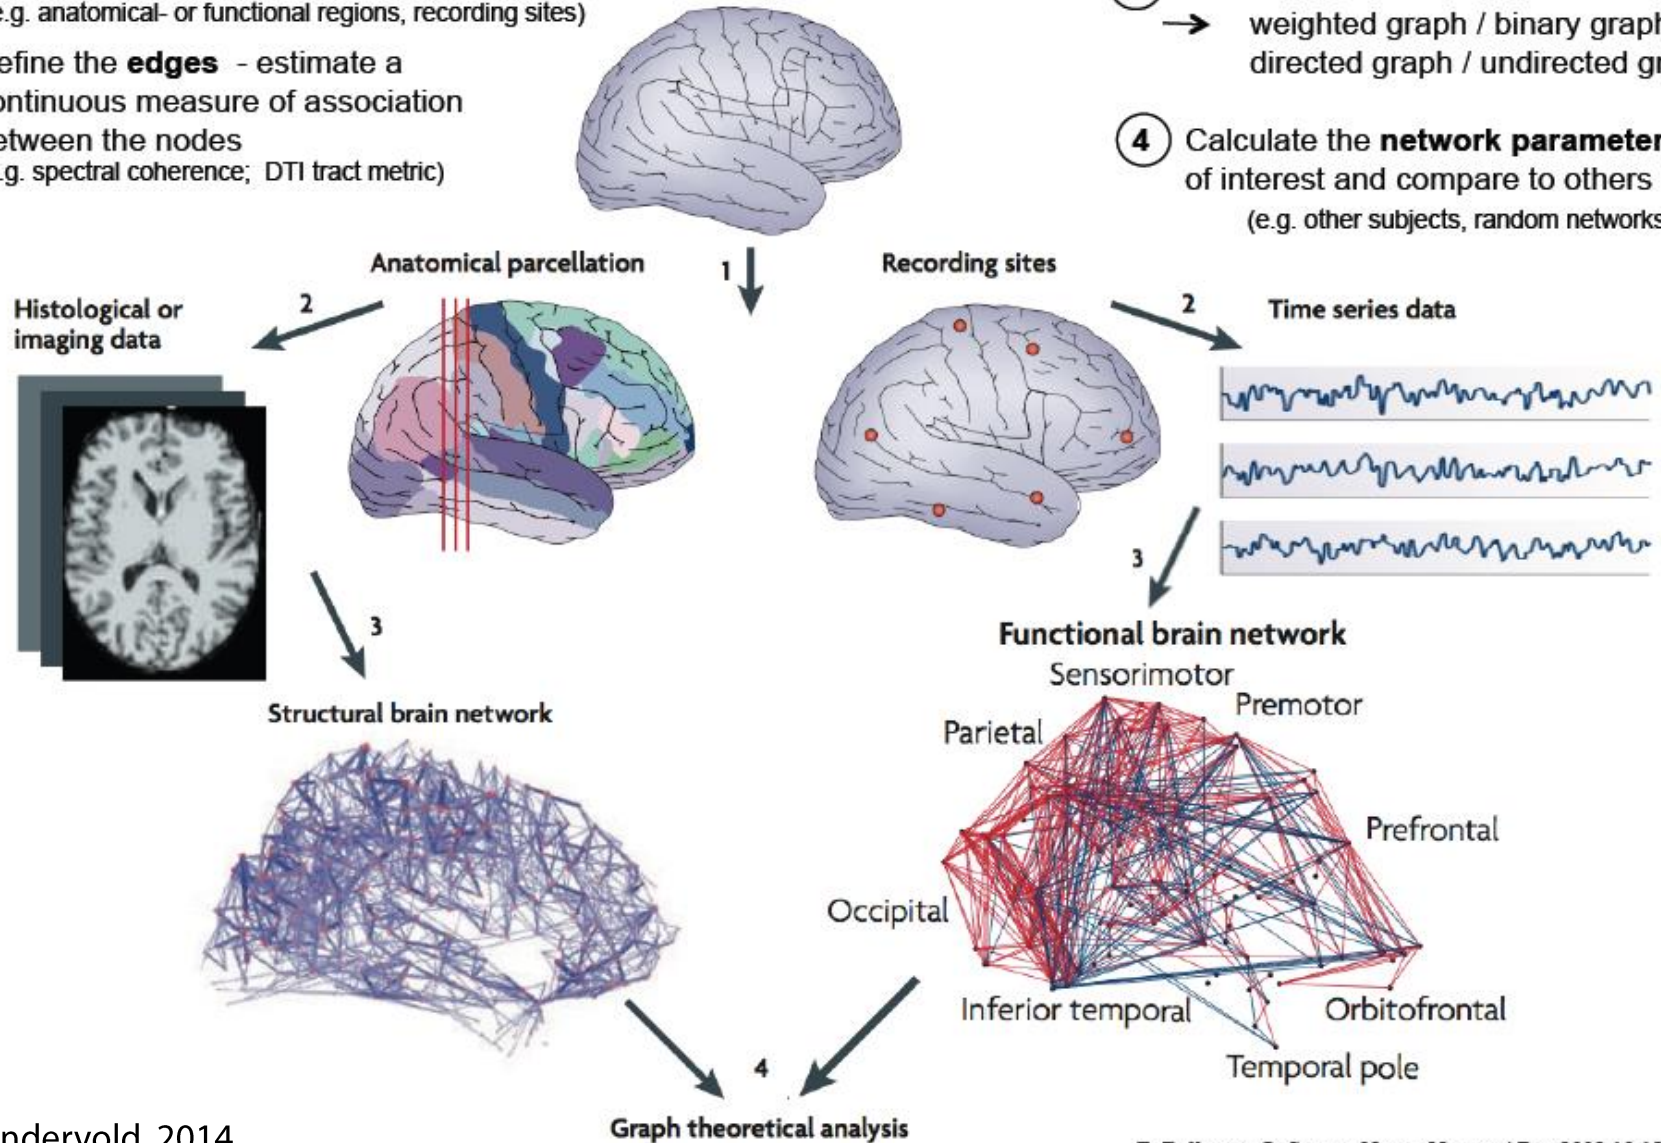 e.g. anatomical- or functional regions, recording sites)
efine the edges - estimate a
ontinuous measure of association
etween the nodes
.g. spectral coherence; DTI tract metric)
→ weighted graph / binary graph
directed graph / undirected gr
4 Calculate the network parameter
of interest and compare to others
(e.g. other subjects, random networks
Anatomical parcellation
1
Recording sites
Histological or
imaging data
2
2
Time series data
3
3
Functional brain network
Sensorimotor
Premotor
Parietal
Structural brain network
Prefrontal
Occipital
Inferior temporal
Orbitofrontal
Temporal pole
4
Graph theoretical analysis
ndervold, 2014